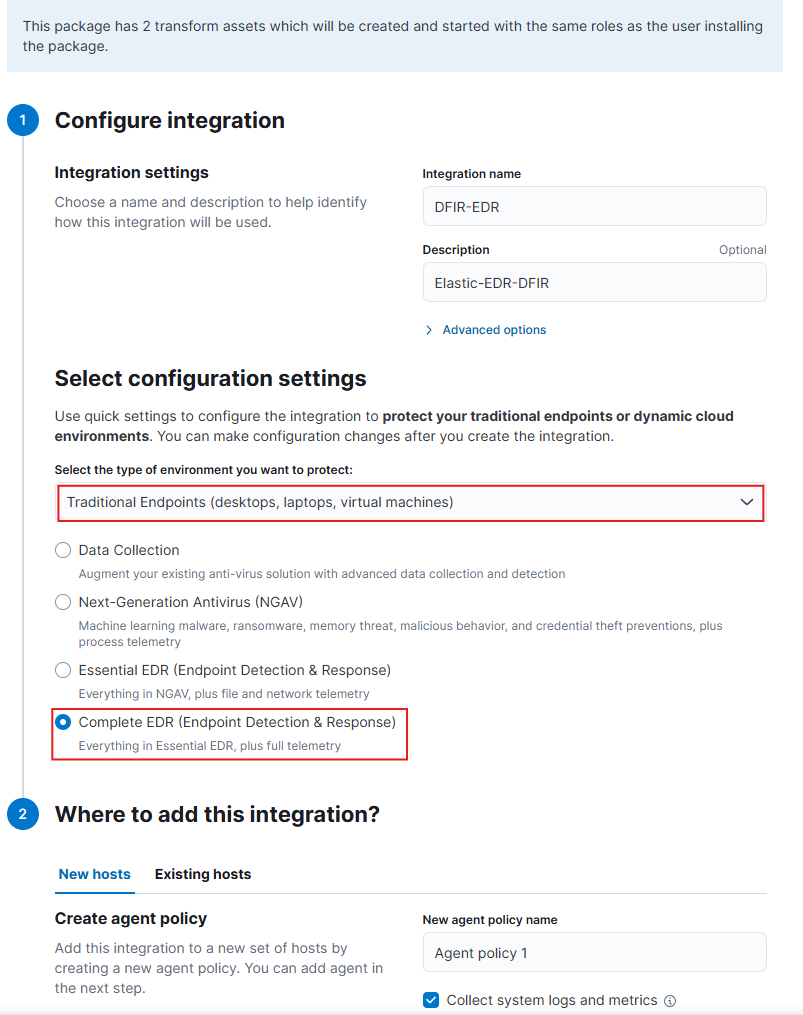 This package has 2 transform assets which will be created and started with the same roles as the user installing
the package.
1
Configure integration
Integration settings
Choose a name and description to help identify
how this integration will be used.
Integration name
DFIR-EDR
Description
Optional
Elastic-EDR-DFIR
Advanced options
Select configuration settings
Use quick settings to configure the integration to protect your traditional endpoints or dynamic cloud
environments. You can make configuration changes after you create the integration.
Select the type of environment you want to protect:
Traditional Endpoints (desktops, laptops, virtual machines)
Data Collection
Augment your existing anti-virus solution with advanced data collection and detection
Next-Generation Antivirus (NGAV)
Machine learning malware, ransomware, memory threat, malicious behavior, and credential theft preventions, plus
process telemetry
Essential EDR (Endpoint Detection & Response)
Everything in NGAV, plus file and network telemetry
Complete EDR (Endpoint Detection & Response)
Everything in Essential EDR, plus full telemetry
2
Where to add this integration?
New hosts
Existing hosts
Create agent policy
Add this integration to a new set of hosts by
creating a new agent policy. You can add agent in
the next step.
New agent policy name
Agent policy 1
Collect system logs and metrics